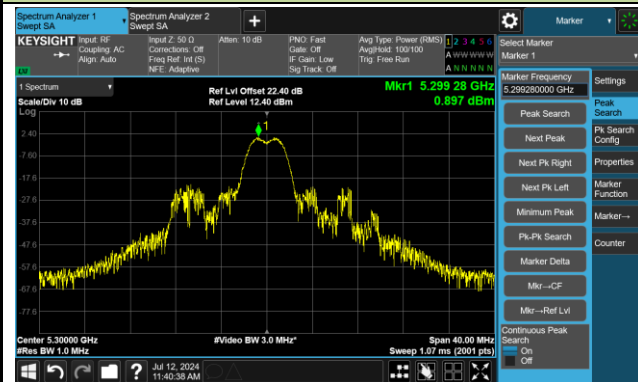 Spectrum Analyzer 1
Swept SA
Spectrum Analyzer 2
Swept SA
+
Marker
KEYSIGHT
Input: RF
Coupling: AC
Align: Auto
Input Z: 50 Ω
Corrections: Off
Freq Ref: Int (S)
NFE: Adaptive
Atten: 10 dB
PNO: Fast
Gate: Off
IF Gain: Low
Sig Track: Off
Avg Type: Power (RMS)
Avg|Hold: 100/100
Trig: Free Run
1 2 3 4 5 6
A W W W W W
A N N N N N
LXI
Select Marker
Marker 1
1 Spectrum
Scale/Div 10 dB
Log
Ref Lvl Offset 22.40 dB
Ref Level 12.40 dBm
Mkr1 5.299 28 GHz
0.897 dBm
1
2.40
-7.60
-17.6
-27.6
-37.6
-47.6
-57.6
-67.6
-77.6
Center 5.30000 GHz
#Res BW 1.0 MHz
#Video BW 3.0 MHz*
Span 40.00 MHz
Sweep 1.07 ms (2001 pts)
Marker Frequency
5.299280000 GHz
Peak Search
Next Peak
Next Pk Right
Next Pk Left
Minimum Peak
Pk-Pk Search
Marker Delta
Mkr→CF
Mkr→Ref Lvl
Continuous Peak
Search
On
Off
Settings
Peak
Search
Pk Search
Config
Properties
Marker
Function
Marker→
Counter
?
Jul 12, 2024
11:40:38 AM